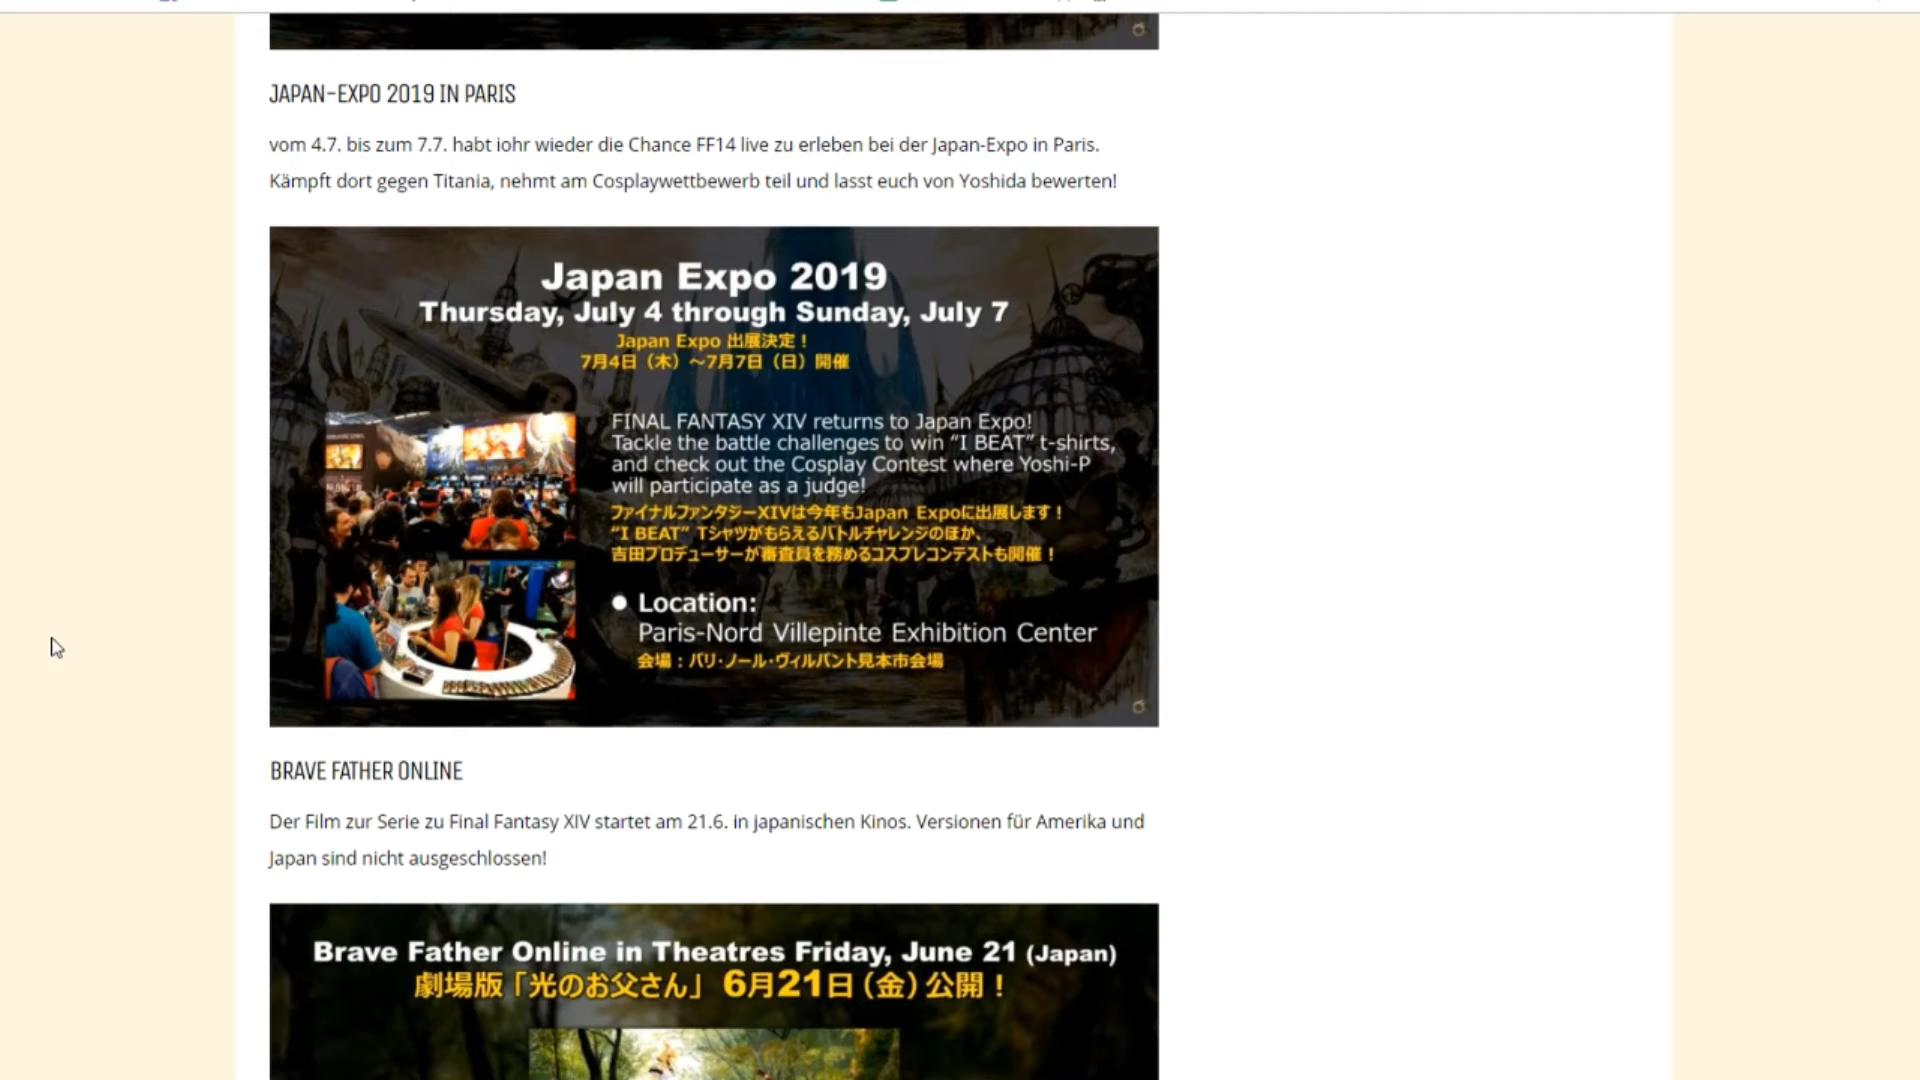 JAPAN-EXPO 2019 IN PARIS
vom 4.7. bis zum 7.7. habt iohr wieder die Chance FF14 live zu erleben bei der Japan-Expo in Paris.
Kämpft dort gegen Titania, nehmt am Cosplaywettbewerb teil und lasst euch von Yoshida bewerten!
Japan Expo 2019
Thursday, July 4 through Sunday, July 7
Japan Expo 出展決定！
7月4日（木）～7月7日（日）開催
FINAL FANTASY XIV returns to Japan Expo!
Tackle the battle challenges to win “I BEAT” t-shirts,
and check out the Cosplay Contest where Yoshi-P
will participate as a judge!
ファイナルファンタジーXIVは今年もJapan Expoに出展します！
“I BEAT” Tシャツがもらえるバトルチャレンジのほか、
吉田プロデューサーが審査員を務めるコスプレコンテストも開催！
● Location:
Paris-Nord Villepinte Exhibition Center
会場：パリ・ノール・ヴィルパント見本市会場
BRAVE FATHER ONLINE
Der Film zur Serie zu Final Fantasy XIV startet am 21.6. in japanischen Kinos. Versionen für Amerika und
Japan sind nicht ausgeschlossen!
Brave Father Online in Theatres Friday, June 21 (Japan)
劇場版「光のお父さん」 6月21日（金）公開！